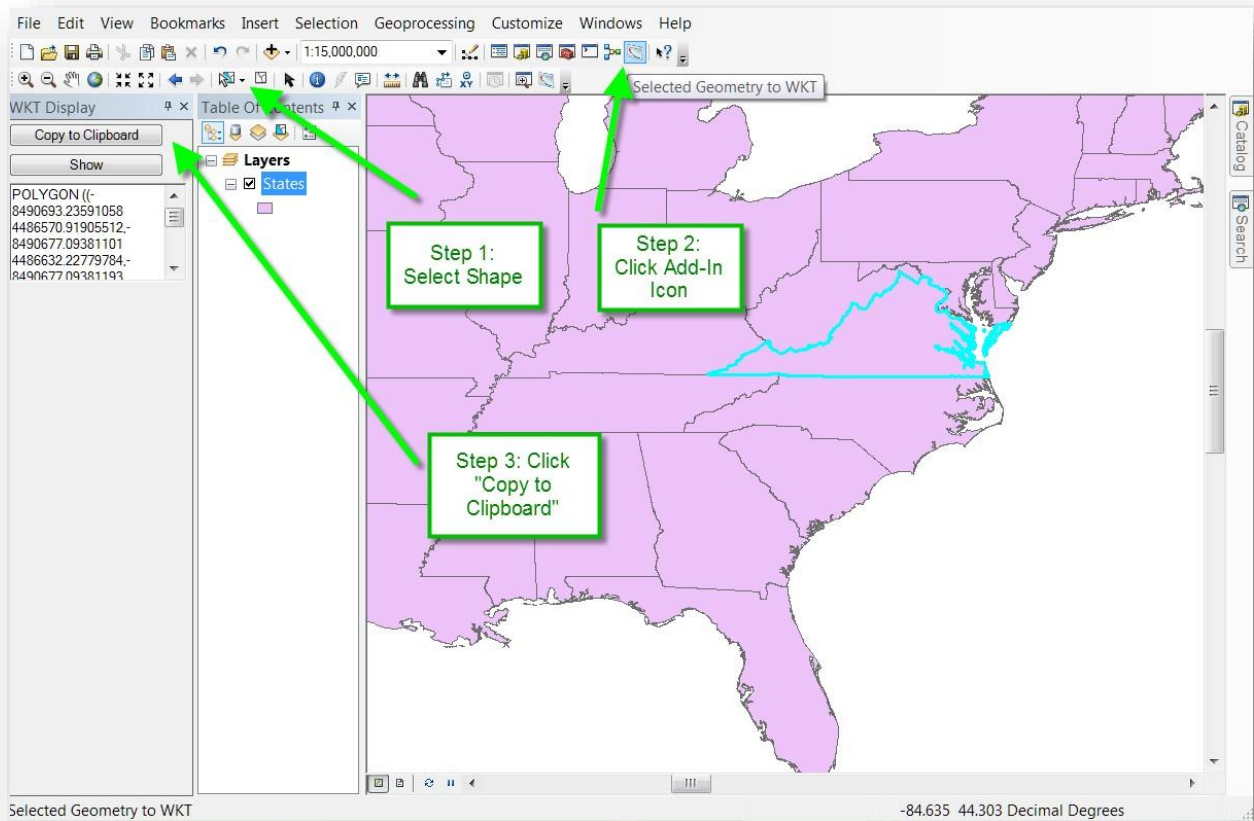 File Edit View Bookmarks Insert Selection Geoprocessing Customize Windows Help
1:15,000,000
Selected Geometry to WKT
WKT Display
Table Of Contents
Copy to Clipboard
Show
POLYGON ((-
8490693.23591058
4486570.91905512,-
8490677.09381101
4486632.22779784,-
8490677.09381193
Layers
States
Step 1:
Select Shape
Step 2:
Click Add-In
Icon
Step 3: Click
"Copy to
Clipboard"
Catalog
Search
Selected Geometry to WKT
-84.635 44.303 Decimal Degrees